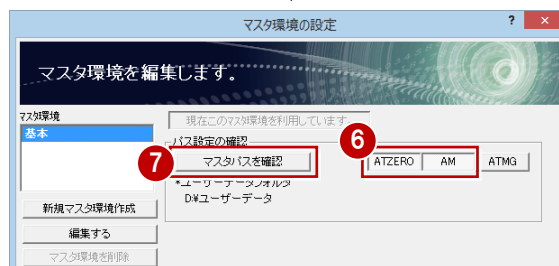 マスタ環境の設定
? ×
マスタ環境を編集します。
マスタ環境
基本
現在このマスタ環境を利用しています。
パス設定の確認
6
7
マスタパスを確認
ATZERO AM ATMG
*ユーザーデータフォルダ
D:¥ユーザーデータ
新規マスタ環境作成
編集する
マスタ環境を削除